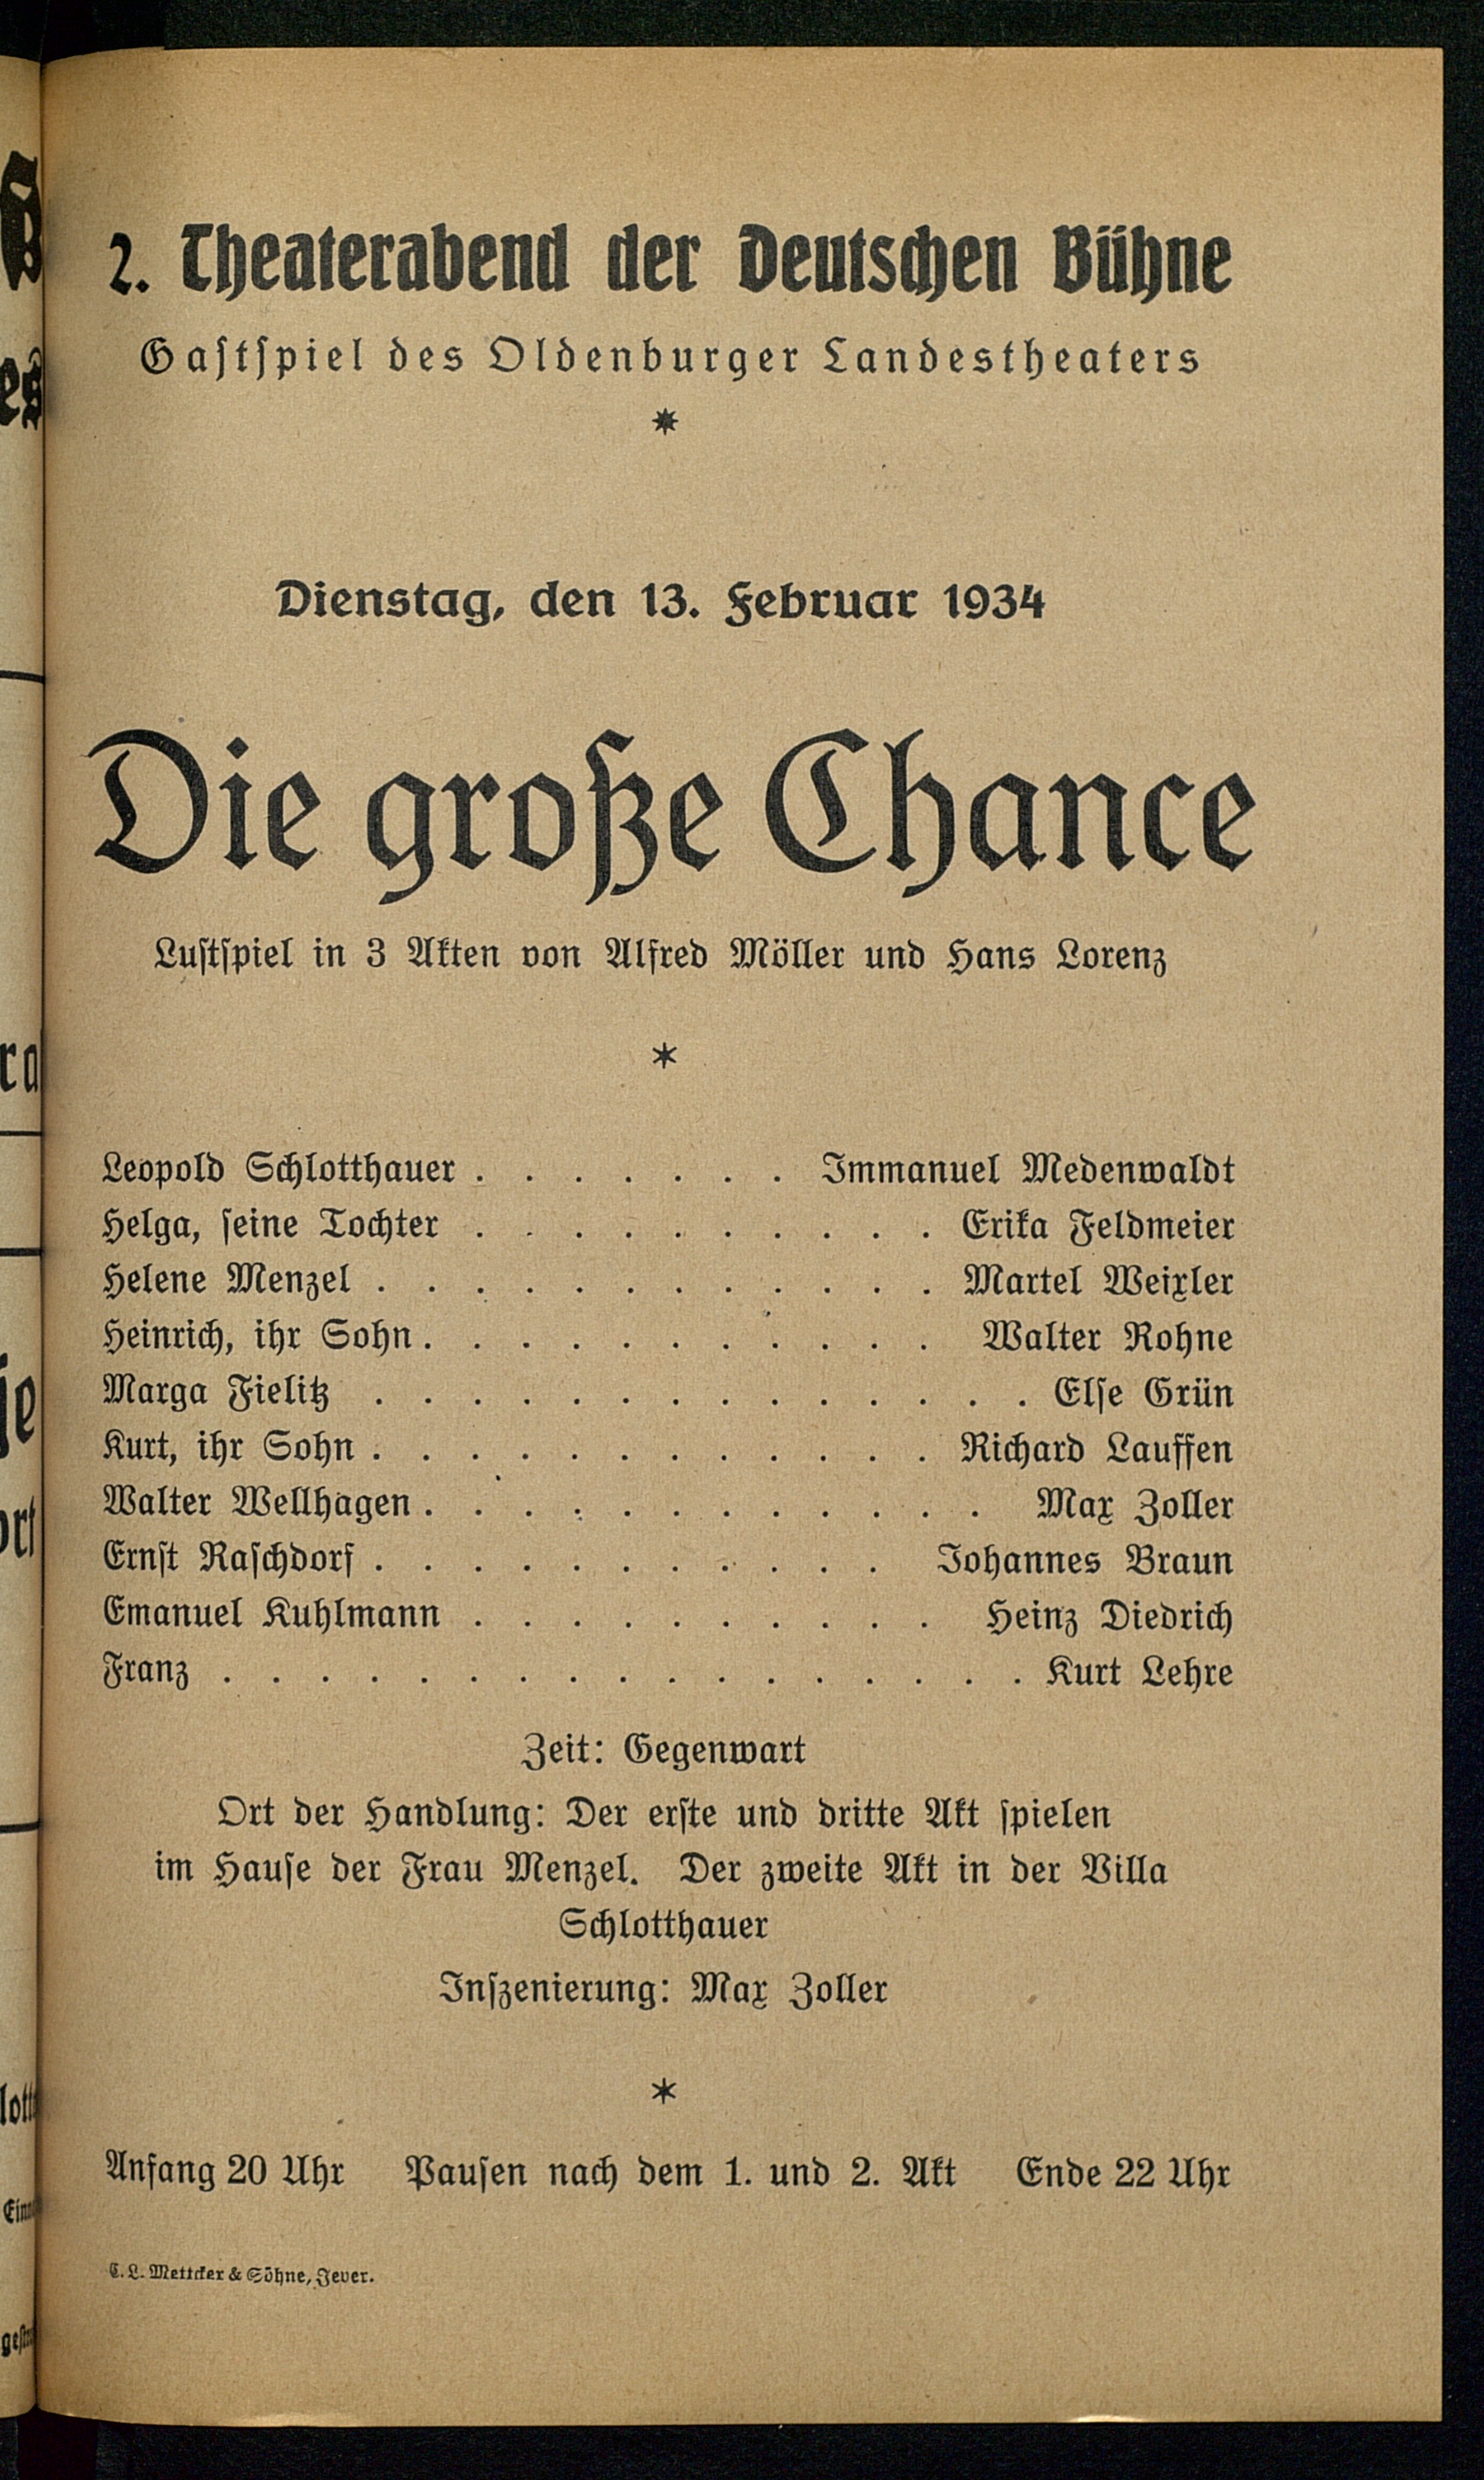 2. Theaterabend der Deutschen Bühne
Gastspiel des Oldenburger Landestheaters
*
Dienstag, den 13. Februar 1934
Die große Chance
Lustspiel in 3 Akten von Alfred Möller und Hans Lorenz
*
Leopold Schlotthauer . . . . . . . Immanuel Medenwaldt
Helga, seine Tochter . . . . . . . . . . Erika Feldmeier
Helene Menzel . . . . . . . . . . . . Martel Weixler
Heinrich, ihr Sohn . . . . . . . . . . . Walter Rohne
Marga Fielitz . . . . . . . . . . . . . . Else Grün
Kurt, ihr Sohn . . . . . . . . . . . . Richard Lauffen
Walter Wellhagen . . . . . . . . . . . . Max Zoller
Ernst Raschdorf . . . . . . . . . . . Johannes Braun
Emanuel Kuhlmann . . . . . . . . . . Heinz Diedrich
Franz . . . . . . . . . . . . . . . . . Kurt Lehre
Zeit: Gegenwart
Ort der Handlung: Der erste und dritte Akt spielen
im Hause der Frau Menzel. Der zweite Akt in der Villa
Schlotthauer
Inszenierung: Max Zoller
*
Anfang 20 Uhr Pausen nach dem 1. und 2. Akt Ende 22 Uhr
C. L. Mettcker & Söhne, Jever.